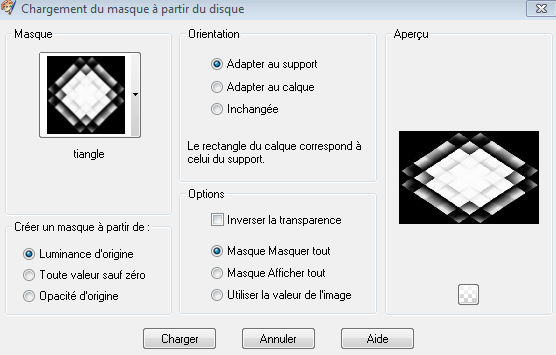 Chargement du masque à partir du disque
Masque
tiangle
Créer un masque à partir de :
Luminance d'origine
Toute valeur sauf zéro
Opacité d'origine
Orientation
Adapter au support
Adapter au calque
Inchangée
Le rectangle du calque correspond à
celui du support.
Options
Inverser la transparence
Masque Masquer tout
Masque Afficher tout
Utiliser la valeur de l'image
Aperçu
Charger
Annuler
Aide